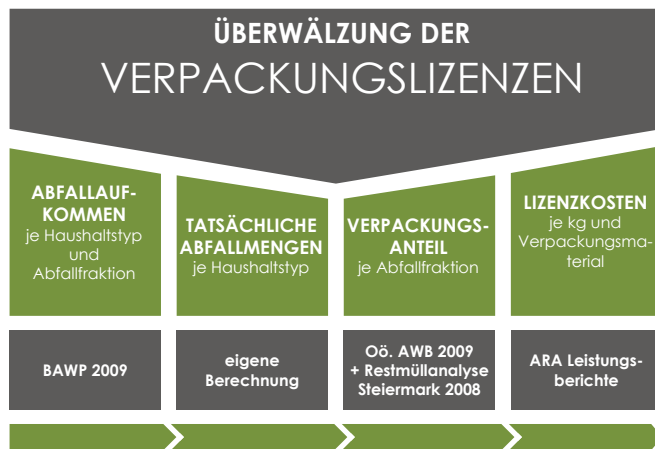 ÜBERWÄLZUNG DER
VERPACKUNGSLIZENZEN
ABFALLAUF-
KOMMEN
je Haushaltstyp
und
Abfallfraktion
TATSÄCHLICHE
ABFALLMENGEN
je Haushaltstyp
VERPACKUNGS-
ANTEIL
je Abfallfraktion
LIZENZKOSTEN
je kg und
Verpackungsma-
terial
BAWP 2009
eigene
Berechnung
Oö. AWB 2009
+ Restmüllanalyse
Steiermark 2008
ARA Leistungs-
berichte